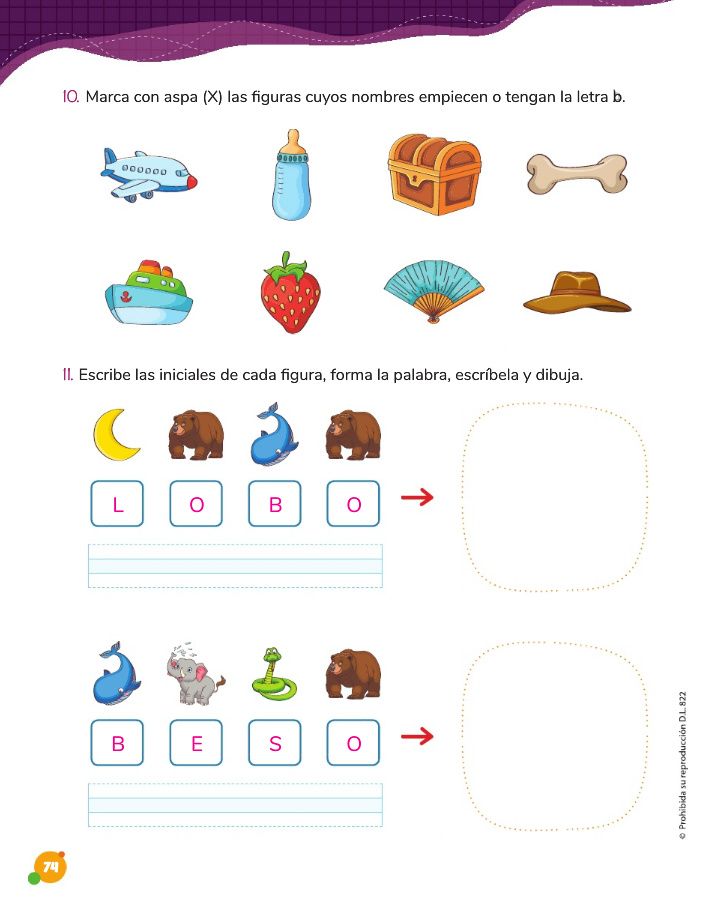 10. Marca con aspa (X) las figuras cuyos nombres empiecen o tengan la letra b.
11. Escribe las iniciales de cada figura, forma la palabra, escríbela y dibuja.
L O B O
B E S O
© Prohibida su reproducción D.L. 822
74